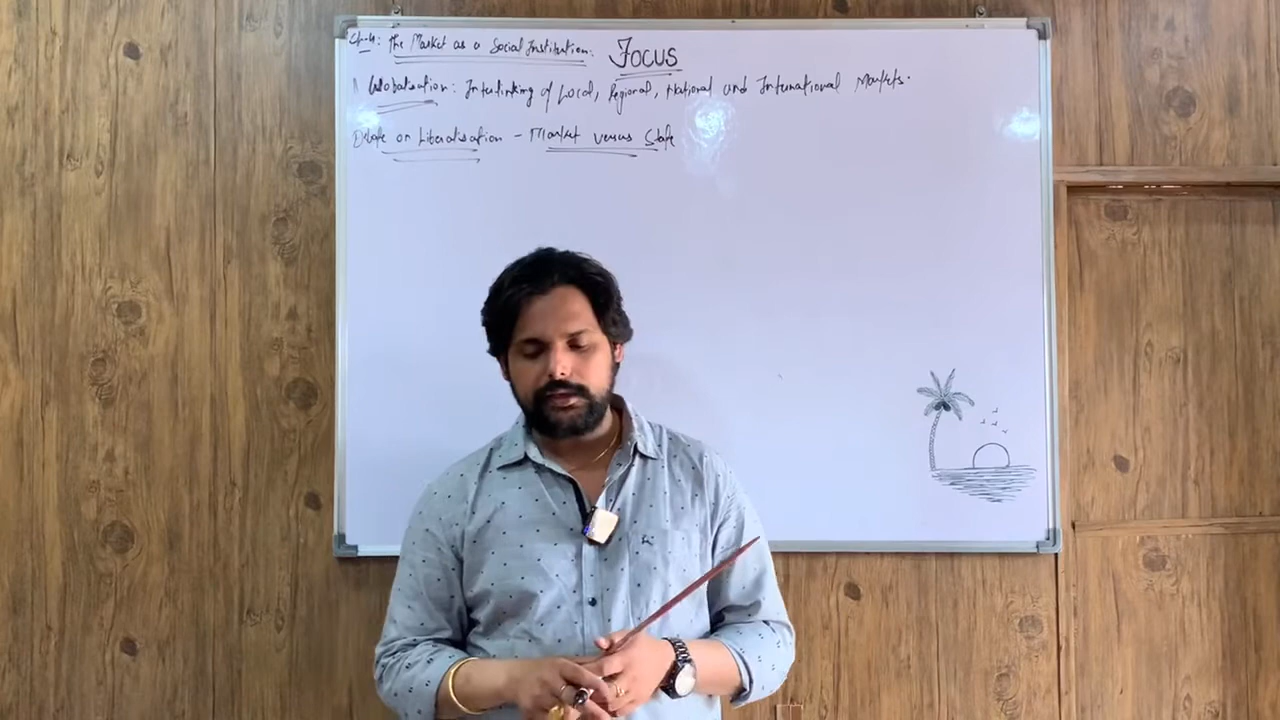 Ch-4: The Market as a Social Institution: FOCUS
Globalisation: Interlinking of Local, Regional, National and International Markets.
Debate on Liberalisation - Market versus State